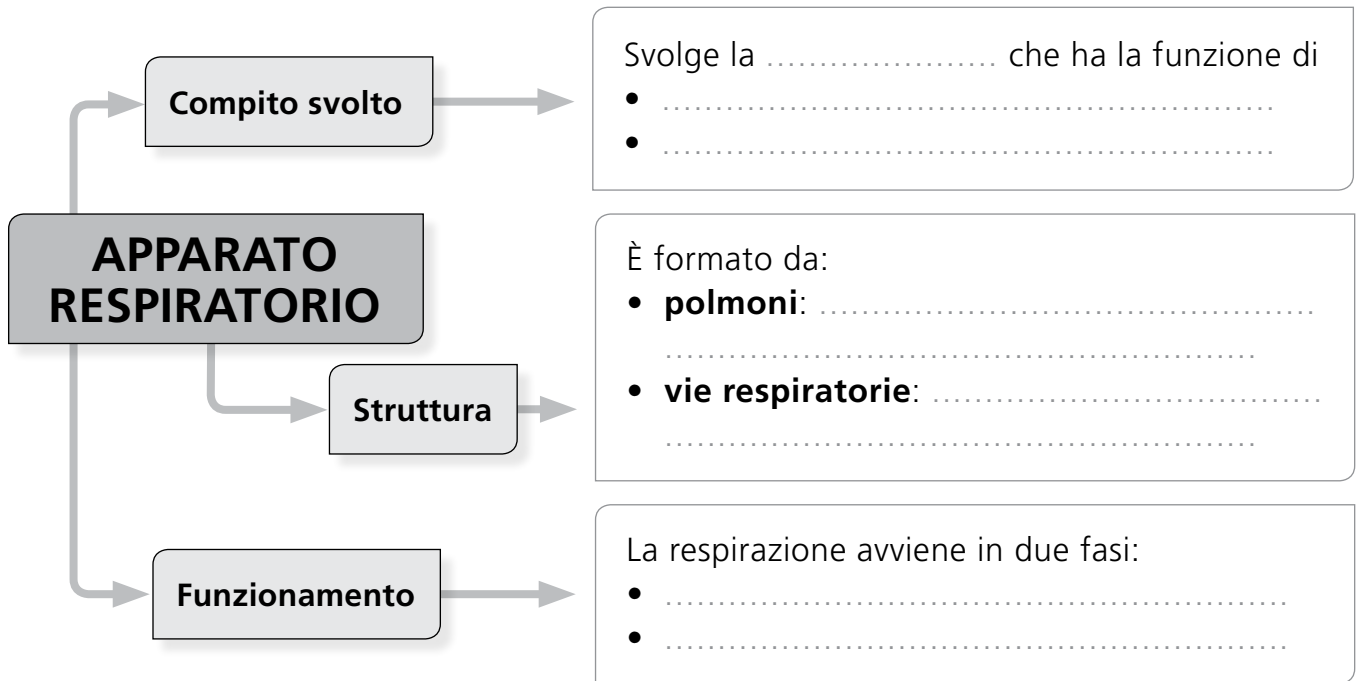 Compito svolto
Svolge la ...................... che ha la funzione di
• ..........................................................
• ..........................................................
APPARATO
RESPIRATORIO
Struttura
È formato da:
• polmoni: ...............................................
........................................................
• vie respiratorie: .....................................
........................................................
Funzionamento
La respirazione avviene in due fasi:
• ...........................................................
• ...........................................................